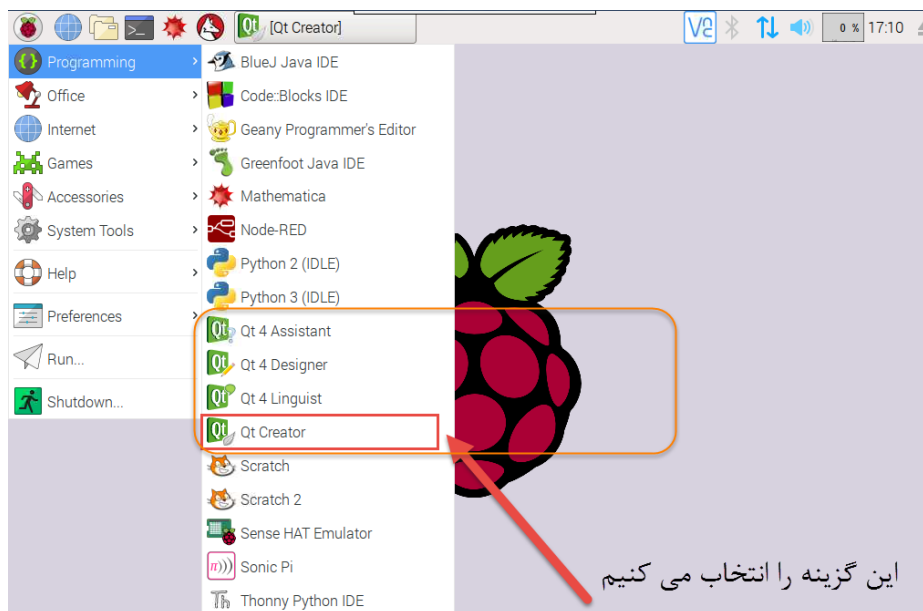 [Qt Creator]
0 %
17:10
Programming
Office
Internet
Games
Accessories
System Tools
Help
Preferences
Run...
Shutdown...
BlueJ Java IDE
Code::Blocks IDE
Geany Programmer's Editor
Greenfoot Java IDE
Mathematica
Node-RED
Python 2 (IDLE)
Python 3 (IDLE)
Qt 4 Assistant
Qt 4 Designer
Qt 4 Linguist
Qt Creator
Scratch
Scratch 2
Sense HAT Emulator
Sonic Pi
Thonny Python IDE
این گزینه را انتخاب می کنیم